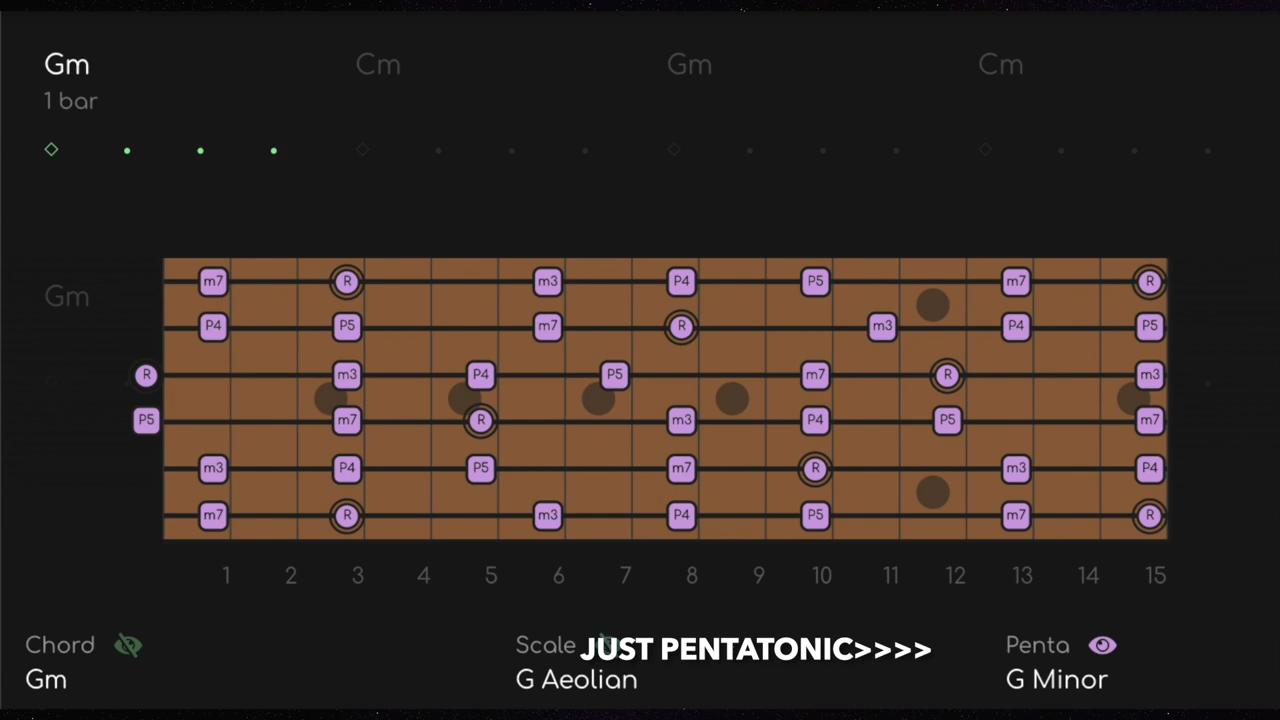 Gm Cm Gm Cm
1 bar
Gm
m7 R m3 P4 P5 m7 R
P4 P5 m7 R m3 P4 P5
R m3 P4 P5 m7 R m3
P5 m7 R m3 P4 P5 m7
m3 P4 P5 m7 R m3 P4
m7 R m3 P4 P5 m7 R
1 2 3 4 5 6 7 8 9 10 11 12 13 14 15
Chord Scale JUST PENTATONIC>>>> Penta
Gm G Aeolian G Minor